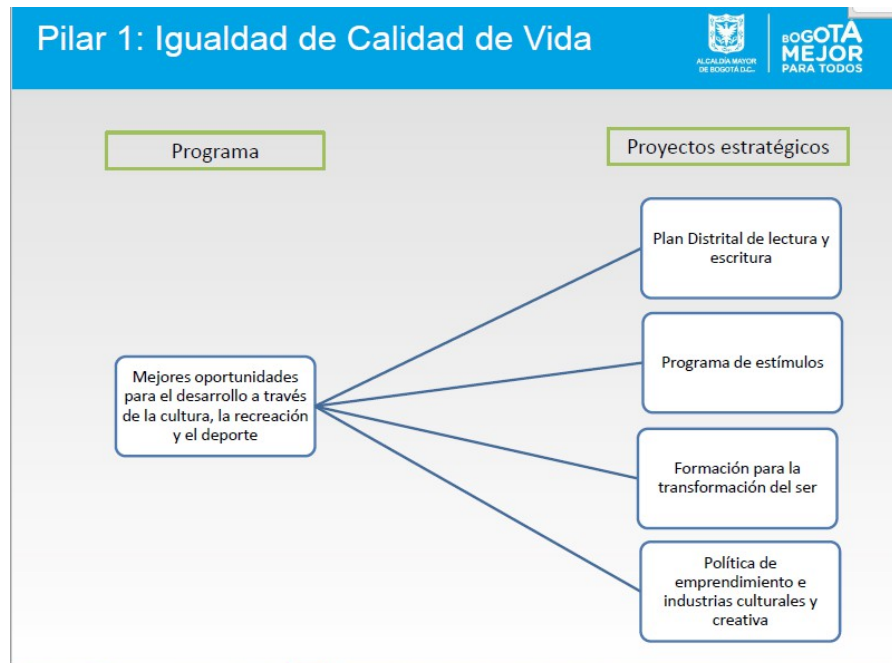 Pilar 1: Igualdad de Calidad de Vida
ALCALDÍA MAYOR
DE BOGOTÁ D.C.
BOGOTÁ
MEJOR
PARA TODOS
Programa
Proyectos estratégicos
Mejores oportunidades
para el desarrollo a través
de la cultura, la recreación
y el deporte
Plan Distrital de lectura y
escritura
Programa de estímulos
Formación para la
transformación del ser
Política de
emprendimiento e
industrias culturales y
creativa